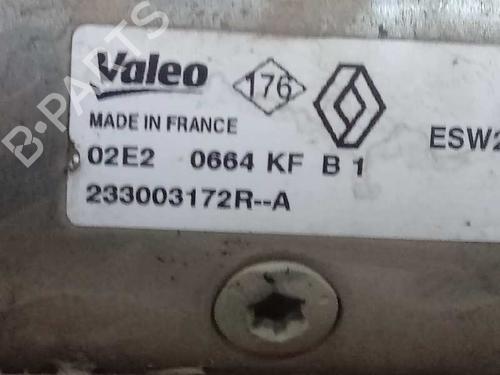 Valeo 176 ESW2
MADE IN FRANCE
02E2 0664 KF B 1
233003172R--A
B-PARTS